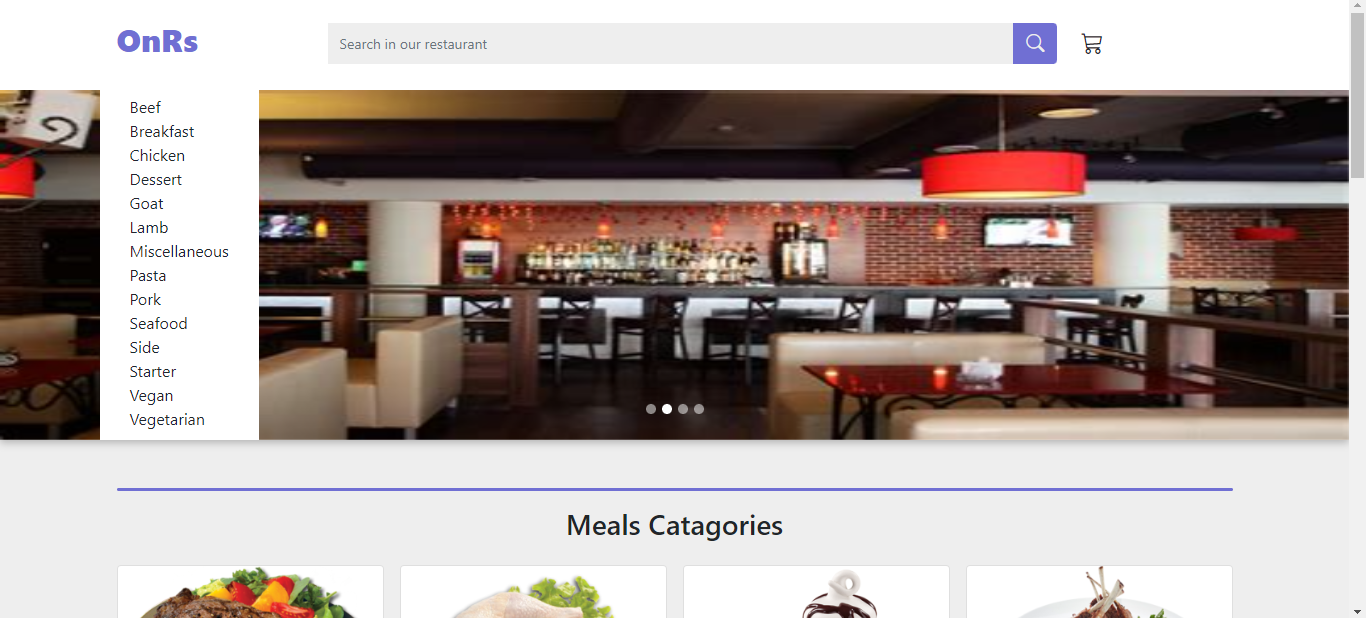 OnRs
Search in our restaurant
Beef
Breakfast
Chicken
Dessert
Goat
Lamb
Miscellaneous
Pasta
Pork
Seafood
Side
Starter
Vegan
Vegetarian
Meals Catagories